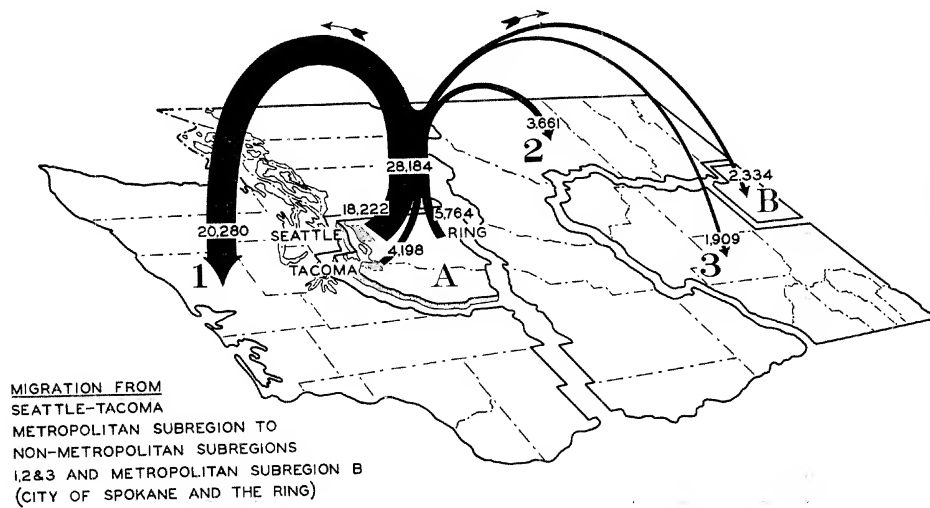 3,661
2
28,184
2,334
B
18,222
5,764
20,280
SEATTLE
RING
4,198
1,909
1
TACOMA
A
3
MIGRATION FROM
SEATTLE-TACOMA
METROPOLITAN SUBREGION TO
NON-METROPOLITAN SUBREGIONS
1,2&3 AND METROPOLITAN SUBREGION B
(CITY OF SPOKANE AND THE RING)